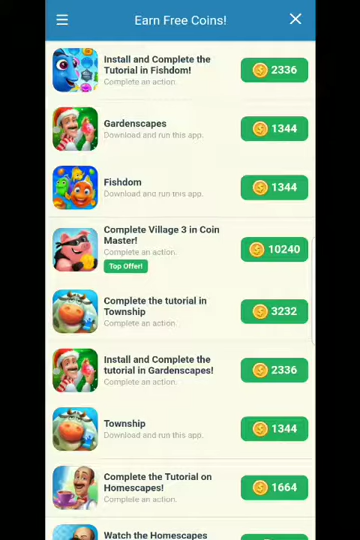 Earn Free Coins!
Install and Complete the
Tutorial in Fishdom!
Complete an action.
2336
Gardenscapes
Download and run this app.
1344
Fishdom
Download and run this app.
1344
Complete Village 3 in Coin
Master!
Complete an action.
Top Offer!
10240
Complete the tutorial in
Township
Complete an action.
3232
Install and Complete the
tutorial in Gardenscapes!
Complete an action.
2336
Township
Download and run this app.
1344
Complete the Tutorial on
Homescapes!
Complete an action.
1664
Watch the Homescapes